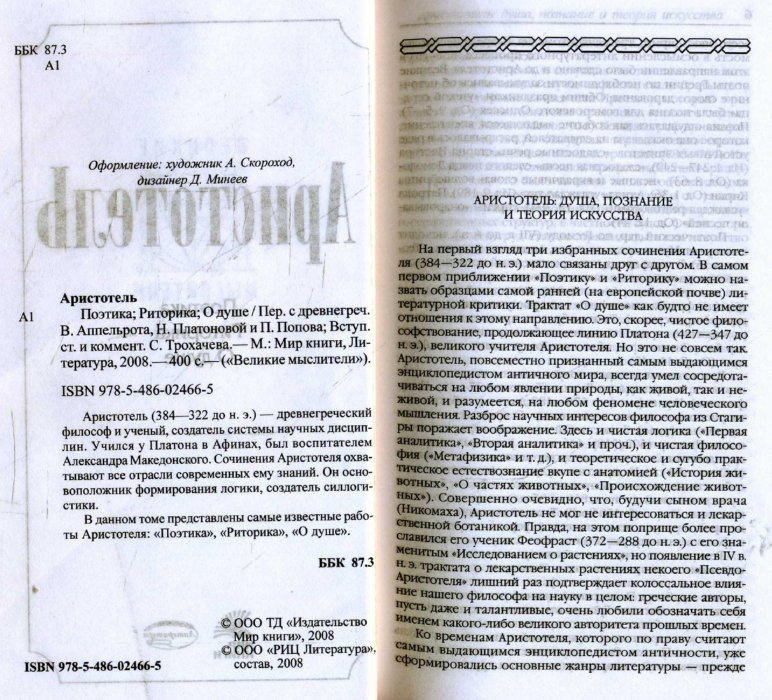 ББК 87.3
А1
Оформление: художник А. Скороход,
дизайнер Д. Минеев
Аристотель
А1
Поэтика; Риторика; О душе / Пер. с древнегреч.
В. Аппельрота, Н. Платоновой и П. Попова; Вступ.
ст. и коммент. С. Трохачева.— М.: Мир книги, Ли-
тература, 2008.—400 с.— («Великие мыслители»).
ISBN 978-5-486-02466-5
Аристотель (384—322 до н. э.) — древнегреческий
философ и ученый, создатель системы научных дисцип-
лин. Учился у Платона в Афинах, был воспитателем
Александра Македонского. Сочинения Аристотеля охва-
тывают все отрасли современных ему знаний. Он осно-
воположник формирования логики, создатель силлоги-
стики.
В данном томе представлены самые известные рабо-
ты Аристотеля: «Поэтика», «Риторика», «О душе».
ББК 87.3
© ООО ТД «Издательство
Мир книги», 2008
© ООО «РИЦ Литература»,
состав, 2008
ISBN 978-5-486-02466-5
АРИСТОТЕЛЬ: ДУША, ПОЗНАНИЕ
И ТЕОРИЯ ИСКУССТВА
На первый взгляд три избранных сочинения Аристоте-
ля (384—322 до н. э.) мало связаны друг с другом. В самом
первом приближении «Поэтику» и «Риторику» можно на-
звать образцами самой ранней (на европейской почве) ли-
тературной критики. Трактат «О душе» как будто не имеет
отношения к этому направлению. Это, скорее, чистое фило-
софствование, продолжающее линию Платона (427—347 до
н. э.), великого учителя Аристотеля. Но это не совсем так.
Аристотель, повсеместно признанный самым выдающимся
энциклопедистом античного мира, всегда умел сосредота-
чиваться на любом явлении природы, как живой, так и не-
живой, и разумеется, на любом феномене человеческого
мышления. Разброс научных интересов философа из Стаги-
ры поражает воображение. Здесь и чистая логика («Первая
аналитика», «Вторая аналитика» и проч.), и чистая филосо-
фия («Метафизика» и т. д.), и теоретическое и сугубо прак-
тическое естествознание вкупе с анатомией («История жи-
вотных», «О частях животных», «Происхождение живот-
ных»). Совершенно очевидно, что, будучи сыном врача
(Никомаха), Аристотель не мог не интересоваться и лекар-
ственной ботаникой. Правда, на этом поприще более про-
славился его ученик Феофраст (372—288 до н. э.) с его зна-
менитым «Исследованием о растениях», но появление в IV в.
н. э. трактата о лекарственных растениях некоего «Псевдо-
Аристотеля» лишний раз подтверждает колоссальное влия-
ние нашего философа на науку в целом: греческие авторы,
пусть даже и талантливые, очень любили обозначать себя
именем какого-либо великого авторитета прошлых времен.
Ко временам Аристотеля, которого по праву считают
самым выдающимся энциклопедистом античности, уже
сформировались основные жанры литературы — прежде